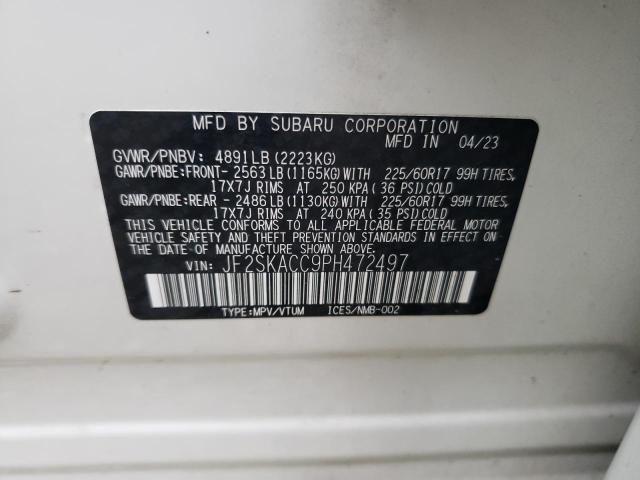 MFD BY SUBARU CORPORATION
MFD IN 04/23
GVWR/PNBV: 4891LB (2223KG)
GAWR/PNBE:FRONT- 2563LB (1165KG) WITH 225/60R17 99H TIRES,
17X7J RIMS AT 250 KPA (36 PSI) COLD
GAWR/PNBE:REAR - 2486LB (1130KG) WITH 225/60R17 99H TIRES,
17X7J RIMS AT 240 KPA (35 PSI) COLD
THIS VEHICLE CONFORMS TO ALL APPLICABLE FEDERAL MOTOR
VEHICLE SAFETY AND THEFT PREVENTION STANDARDS IN EFFECT
ON THE DATE OF MANUFACTURE SHOWN ABOVE.
VIN: JF2SKACC9PH472497
TYPE:MPV/VTUM ICES/NMB-002